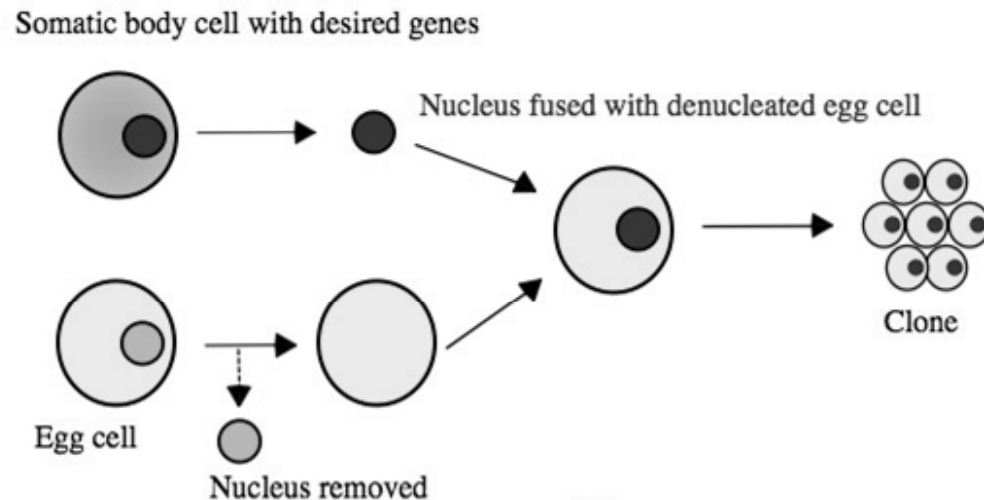 Somatic body cell with desired genes
Nucleus fused with denucleated egg cell
Clone
Egg cell
Nucleus removed